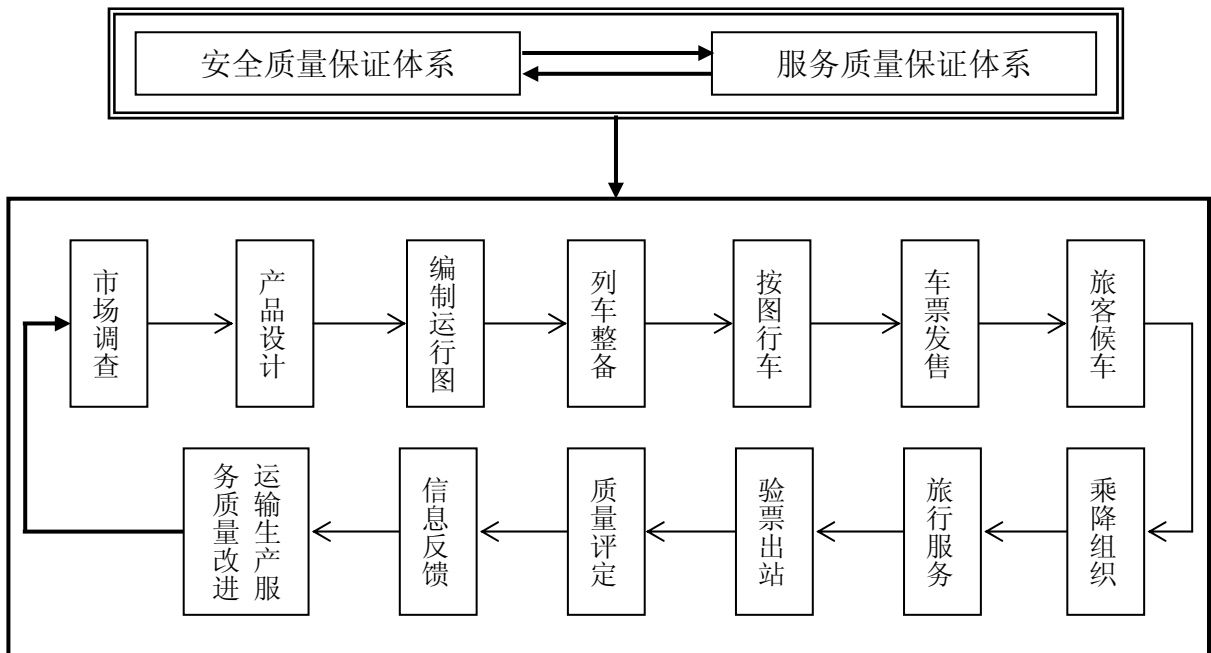 安全质量保证体系
服务质量保证体系
市场调查
产品设计
编制运行图
列车整备
按图行车
车票发售
旅客候车
乘降组织
旅行服务
验票出站
质量评定
信息反馈
运输生产服
务质量改进